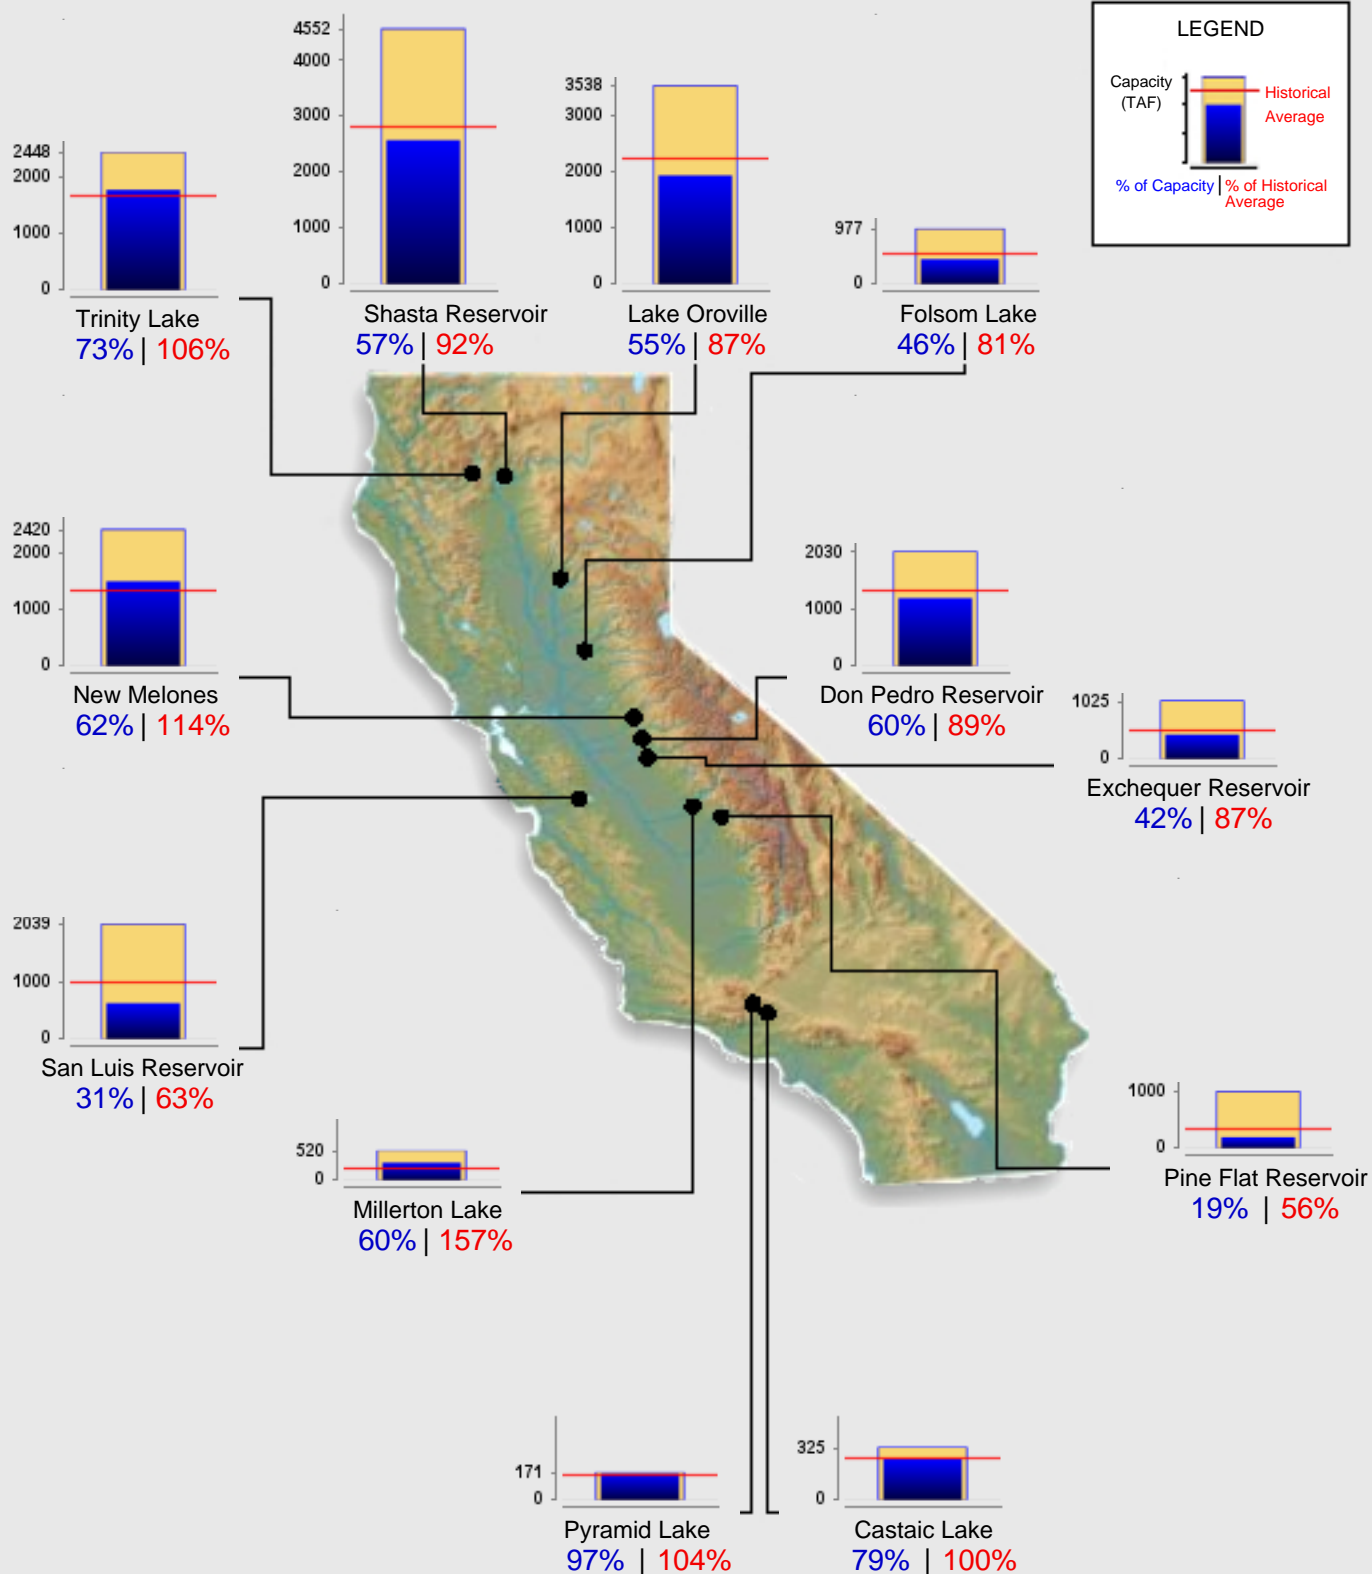 LEGEND
Capacity
(TAF)
Historical
Average
% of Capacity | % of Historical
Average
4552
4000
3000
2000
1000
0
Shasta Reservoir
57% | 92%
3538
3000
2000
1000
0
Lake Oroville
55% | 87%
2448
2000
1000
0
Trinity Lake
73% | 106%
977
0
Folsom Lake
46% | 81%
2420
2000
1000
0
New Melones
62% | 114%
2030
1000
0
Don Pedro Reservoir
60% | 89%
1025
0
Exchequer Reservoir
42% | 87%
2039
1000
0
San Luis Reservoir
31% | 63%
520
0
Millerton Lake
60% | 157%
1000
0
Pine Flat Reservoir
19% | 56%
171
0
Pyramid Lake
97% | 104%
325
0
Castaic Lake
79% | 100%